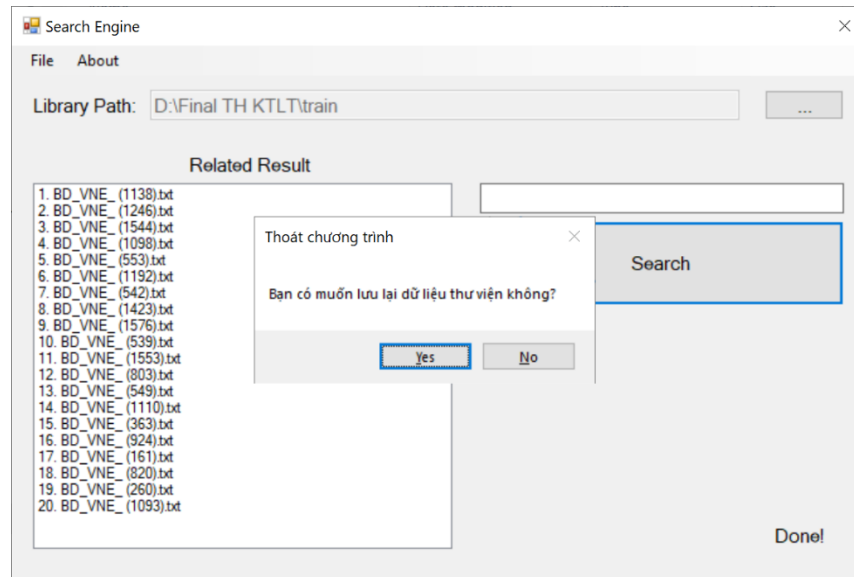 Search Engine
File About
Library Path: D:\Final TH KTLT\train ...
Related Result
1. BD_VNE_ (1138).txt
2. BD_VNE_ (1246).txt
3. BD_VNE_ (1544).txt
4. BD_VNE_ (1098).txt
5. BD_VNE_ (553).txt
6. BD_VNE_ (1192).txt
7. BD_VNE_ (542).txt
8. BD_VNE_ (1423).txt
9. BD_VNE_ (1576).txt
10. BD_VNE_ (539).txt
11. BD_VNE_ (1553).txt
12. BD_VNE_ (803).txt
13. BD_VNE_ (549).txt
14. BD_VNE_ (1110).txt
15. BD_VNE_ (363).txt
16. BD_VNE_ (924).txt
17. BD_VNE_ (161).txt
18. BD_VNE_ (820).txt
19. BD_VNE_ (260).txt
20. BD_VNE_ (1093).txt
Thoát chương trình
Bạn có muốn lưu lại dữ liệu thư viện không?
Yes No
Search
Done!